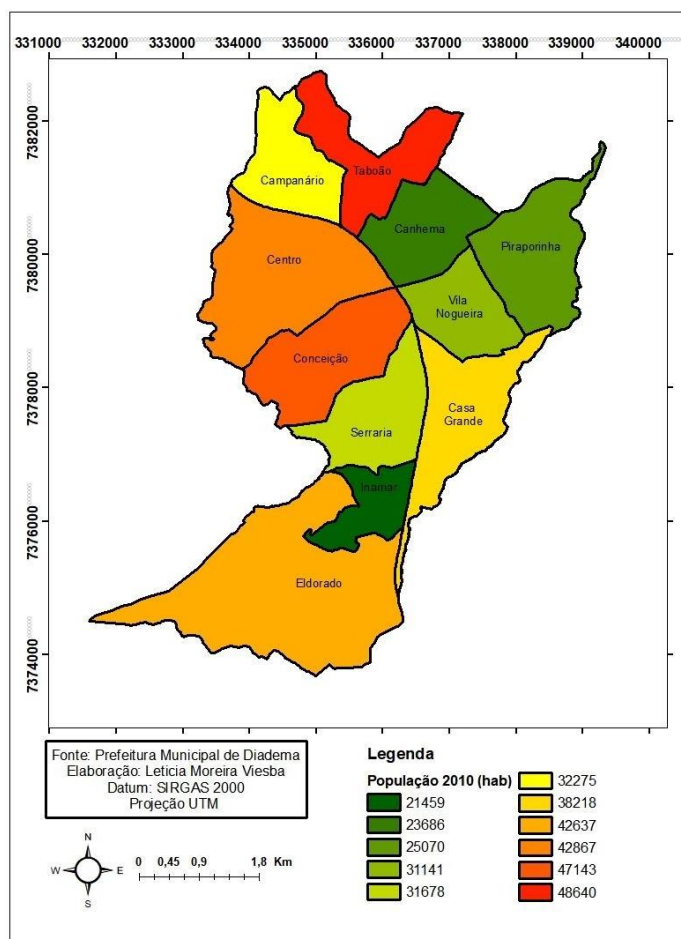 331000 332000 333000 334000 335000 336000 337000 338000 339000 340000
7382000
7380000
7378000
7376000
7374000
Campanário
Taboão
Canhema
Piraporinha
Centro
Vila
Nogueira
Conceição
Casa
Grande
Serraria
Inamar
Eldorado
Fonte: Prefeitura Municipal de Diadema
Elaboração: Leticia Moreira Viesba
Datum: SIRGAS 2000
Projeção UTM
N
W E
S
0 0,45 0,9 1,8 Km
Legenda
População 2010 (hab)
21459
23686
25070
31141
31678
32275
38218
42637
42867
47143
48640